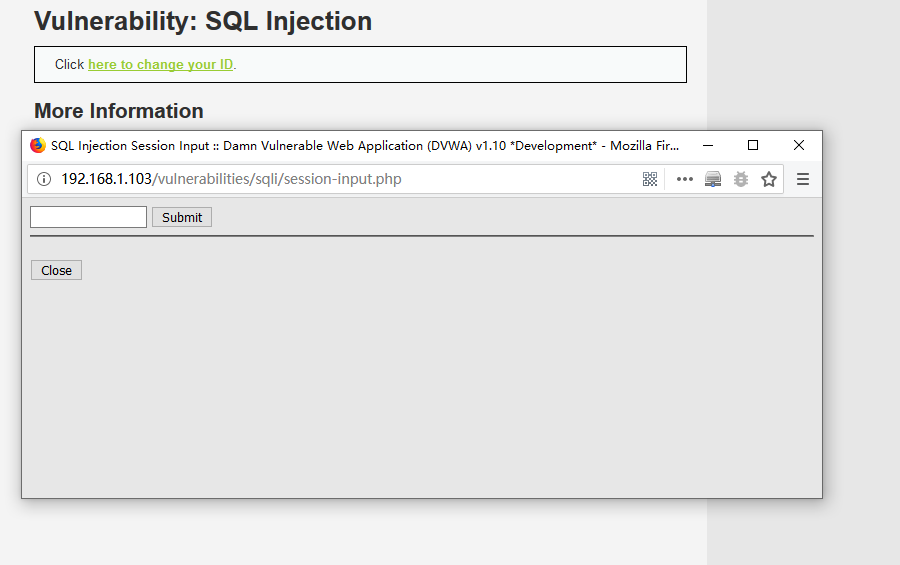 Vulnerability: SQL Injection
Click here to change your ID.
More Information
SQL Injection Session Input :: Damn Vulnerable Web Application (DVWA) v1.10 *Development* - Mozilla Fir...
192.168.1.103/vulnerabilities/sqli/session-input.php
Submit
Close